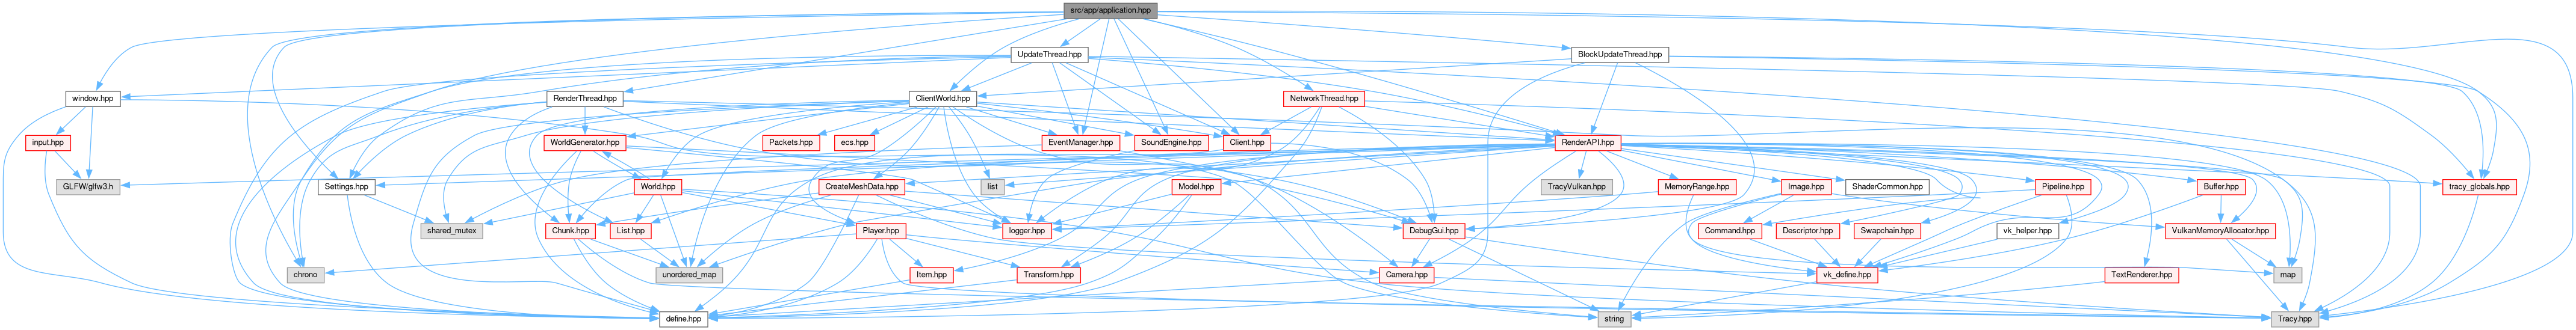 src/app/application.hpp
UpdateThread.hpp
BlockUpdateThread.hpp
window.hpp
RenderThread.hpp
ClientWorld.hpp
NetworkThread.hpp
input.hpp
WorldGenerator.hpp
Packets.hpp
ecs.hpp
EventManager.hpp
SoundEngine.hpp
Client.hpp
RenderAPI.hpp
GLFW/glfw3.h
Settings.hpp
World.hpp
CreateMeshData.hpp
list
Model.hpp
TracyVulkan.hpp
MemoryRange.hpp
Image.hpp
ShaderCommon.hpp
Pipeline.hpp
Buffer.hpp
tracy_globals.hpp
shared_mutex
Chunk.hpp
List.hpp
Player.hpp
logger.hpp
DebugGui.hpp
Command.hpp
Descriptor.hpp
Swapchain.hpp
vk_helper.hpp
VulkanMemoryAllocator.hpp
chrono
unordered_map
Item.hpp
Transform.hpp
Camera.hpp
vk_define.hpp
TextRenderer.hpp
map
define.hpp
string
Tracy.hpp